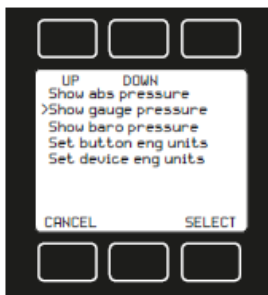 UP DOWN
Show abs pressure
>Show gauge pressure
Show baro pressure
Set button eng units
Set device eng units
CANCEL SELECT